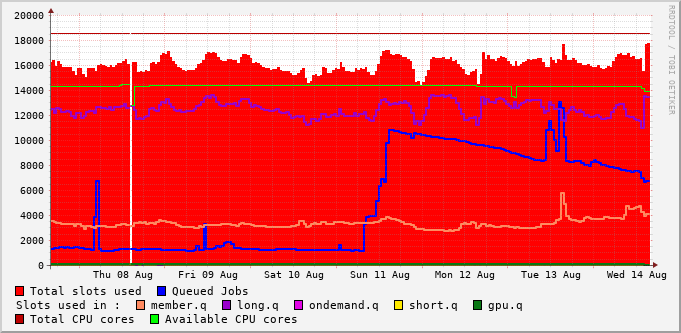 20000
18000
16000
14000
12000
10000
8000
6000
4000
2000
0
Thu 08 Aug Fri 09 Aug Sat 10 Aug Sun 11 Aug Mon 12 Aug Tue 13 Aug Wed 14 Aug
Total slots used Queued Jobs
Slots used in : member.q long.q ondemand.q short.q gpu.q
Total CPU cores Available CPU cores
RRDTOOL / TOBI OETIKER